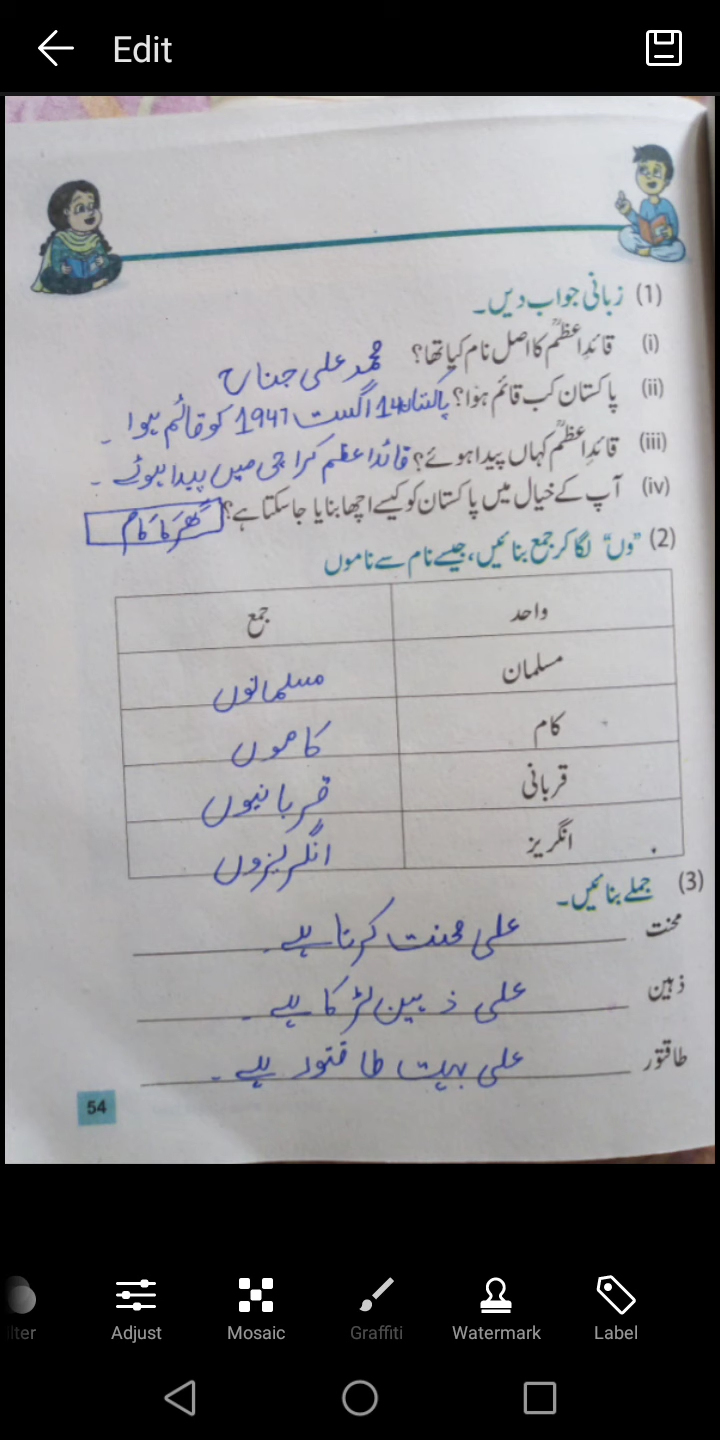 Edit
(1) زبانی جواب دیں۔
(i) قائدِاعظمؒ کا اصل نام کیا تھا؟ محمد علی جناح
(ii) پاکستان کب قائم ہوا؟ پاکستان 14 اگست 1947 کو قائم ہوا۔
(iii) قائدِاعظمؒ کہاں پیدا ہوئے؟ قائداعظم کراچی میں پیدا ہوئے۔
(iv) آپ کے خیال میں پاکستان کو کیسے اچھا بنایا جا سکتا ہے؟ گھر کا کام
(2) "وں" لگا کر جمع بنائیں، جیسے نام سے ناموں
واحد جمع
مسلمان مسلمانوں
کام کاموں
قربانی قربانیوں
انگریز انگریزوں
(3) جملے بنائیں۔
محنت علی محنت کرتا ہے۔
ذہین علی ذہین لڑکا ہے۔
طاقتور علی بہت طاقتور ہے۔
54
ilter Adjust Mosaic Graffiti Watermark Label